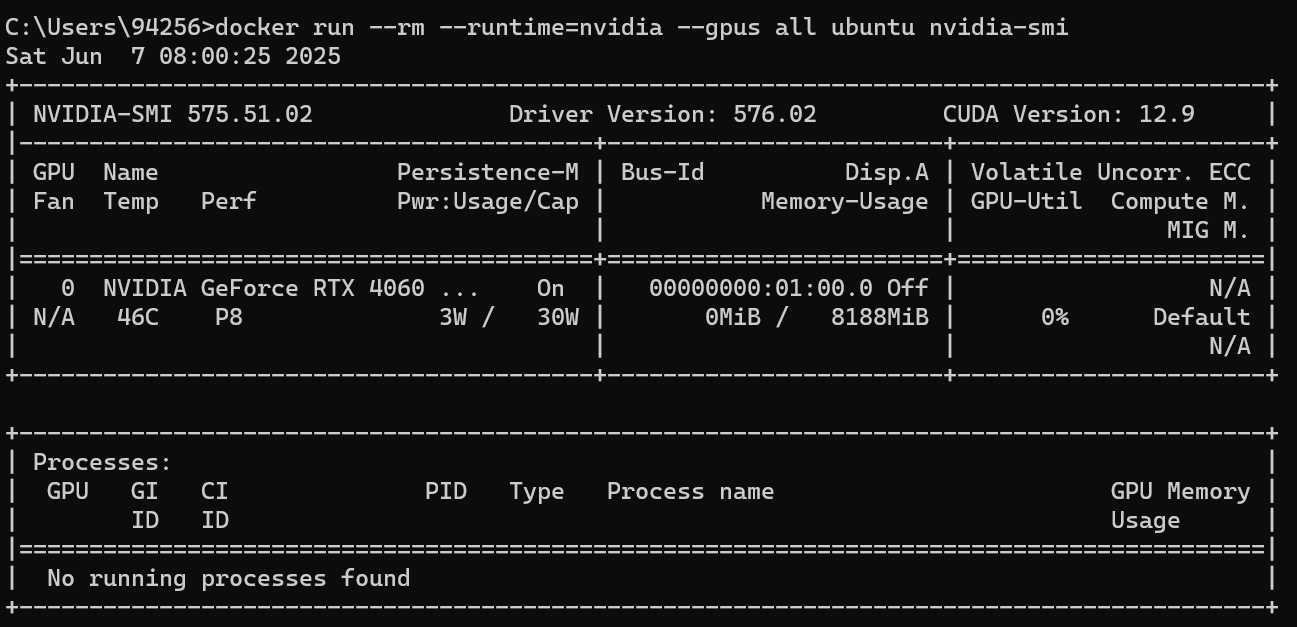 C:\Users\94256>docker run --rm --runtime=nvidia --gpus all ubuntu nvidia-smi
Sat Jun  7 08:00:25 2025
+-----------------------------------------------------------------------------------------+
| NVIDIA-SMI 575.51.02              Driver Version: 576.02         CUDA Version: 12.9     |
|-----------------------------------------+------------------------+----------------------+
| GPU  Name                 Persistence-M | Bus-Id          Disp.A | Volatile Uncorr. ECC |
| Fan  Temp   Perf          Pwr:Usage/Cap |           Memory-Usage | GPU-Util  Compute M. |
|                                         |                        |               MIG M. |
|=========================================+========================+======================|
|   0  NVIDIA GeForce RTX 4060 ...    On  |   00000000:01:00.0 Off |                  N/A |
| N/A   46C    P8                3W /   30W |       0MiB /   8188MiB |      0%      Default |
|                                         |                        |                  N/A |
+-----------------------------------------+------------------------+----------------------+

+-----------------------------------------------------------------------------------------+
| Processes:                                                                              |
|  GPU   GI   CI              PID   Type   Process name                        GPU Memory |
|        ID   ID                                                               Usage      |
|=========================================================================================|
|  No running processes found                                                             |
+-----------------------------------------------------------------------------------------+